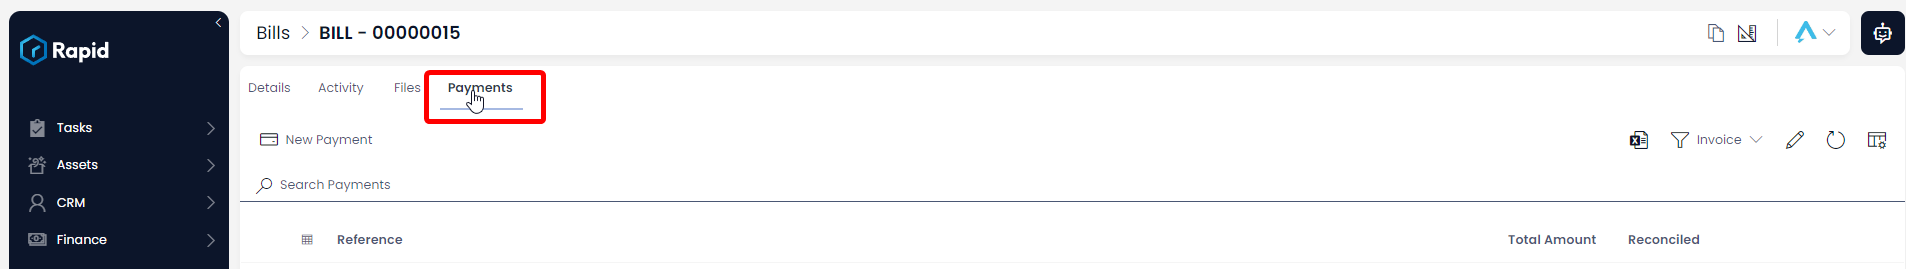 Rapid
Bills > BILL - 00000015
Details Activity Files Payments
Tasks
Assets
CRM
Finance
New Payment Invoice
Search Payments
Reference Total Amount Reconciled